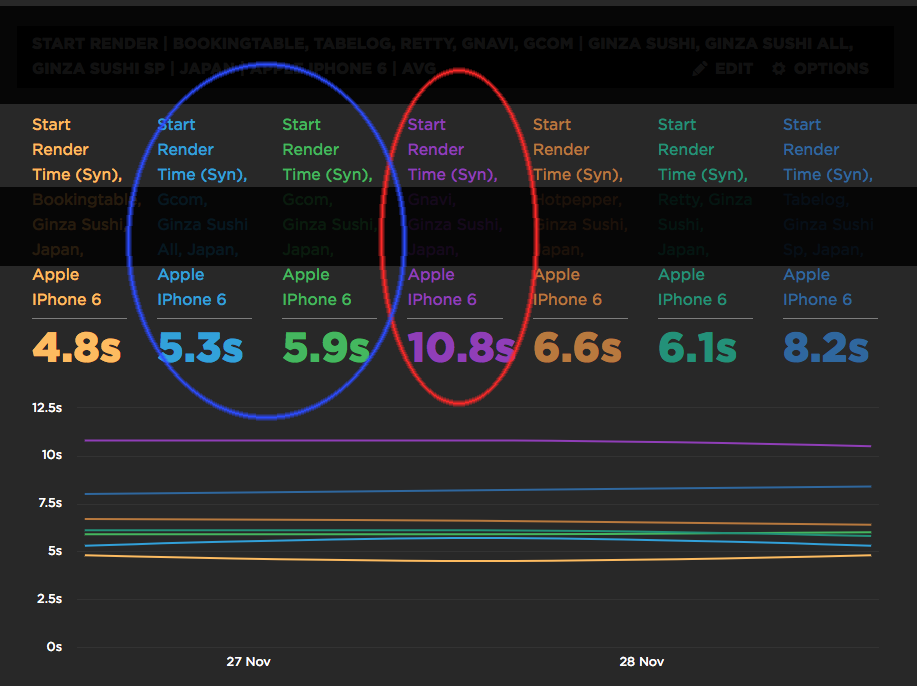 START RENDER | BOOKINGTABLE, TABELOG, RETTY, GNAVI, GCOM | GINZA SUSHI, GINZA SUSHI ALL,
GINZA SUSHI SP | JAPAN | APPLE IPHONE 6 | AVG
EDIT OPTIONS
Start
Render
Time (Syn),
Bookingtable,
Ginza Sushi,
Japan,
Apple
IPhone 6
4.8s
Start
Render
Time (Syn),
Gcom,
Ginza Sushi
All, Japan,
Apple
IPhone 6
5.3s
Start
Render
Time (Syn),
Gcom,
Ginza Sushi,
Japan,
Apple
IPhone 6
5.9s
Start
Render
Time (Syn),
Gnavi,
Ginza Sushi,
Japan,
Apple
IPhone 6
10.8s
Start
Render
Time (Syn),
Hotpepper,
Ginza Sushi,
Japan,
Apple
IPhone 6
6.6s
Start
Render
Time (Syn),
Retty, Ginza
Sushi,
Japan,
Apple
IPhone 6
6.1s
Start
Render
Time (Syn),
Tabelog,
Ginza Sushi
Sp, Japan,
Apple
IPhone 6
8.2s
12.5s
10s
7.5s
5s
2.5s
0s
27 Nov
28 Nov